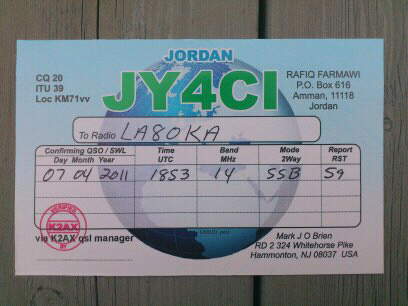 JORDAN
JY4CI
CQ 20
ITU 39
Loc KM71vv
RAFIQ FARMAWI
P.O. Box 616
Amman, 11118
Jordan
To Radio LA8OKA
Confirming QSO / SWL Time Band Mode Report
Day Month Year UTC MHz 2Way RST
07 04 2011 1853 14 SSB 59
VERIFIED
K2AX
BY
via K2AX qsl manager
Mark J O Brien
RD 2 324 Whitehorse Pike
Hammonton, NJ 08037 USA